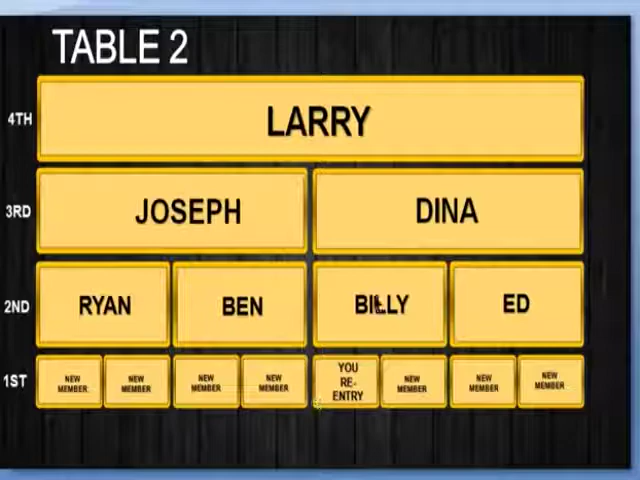 TABLE 2
4TH LARRY
3RD JOSEPH DINA
2ND RYAN BEN BILLY ED
1ST NEW MEMBER NEW MEMBER NEW MEMBER NEW MEMBER YOU RE-ENTRY NEW MEMBER NEW MEMBER NEW MEMBER